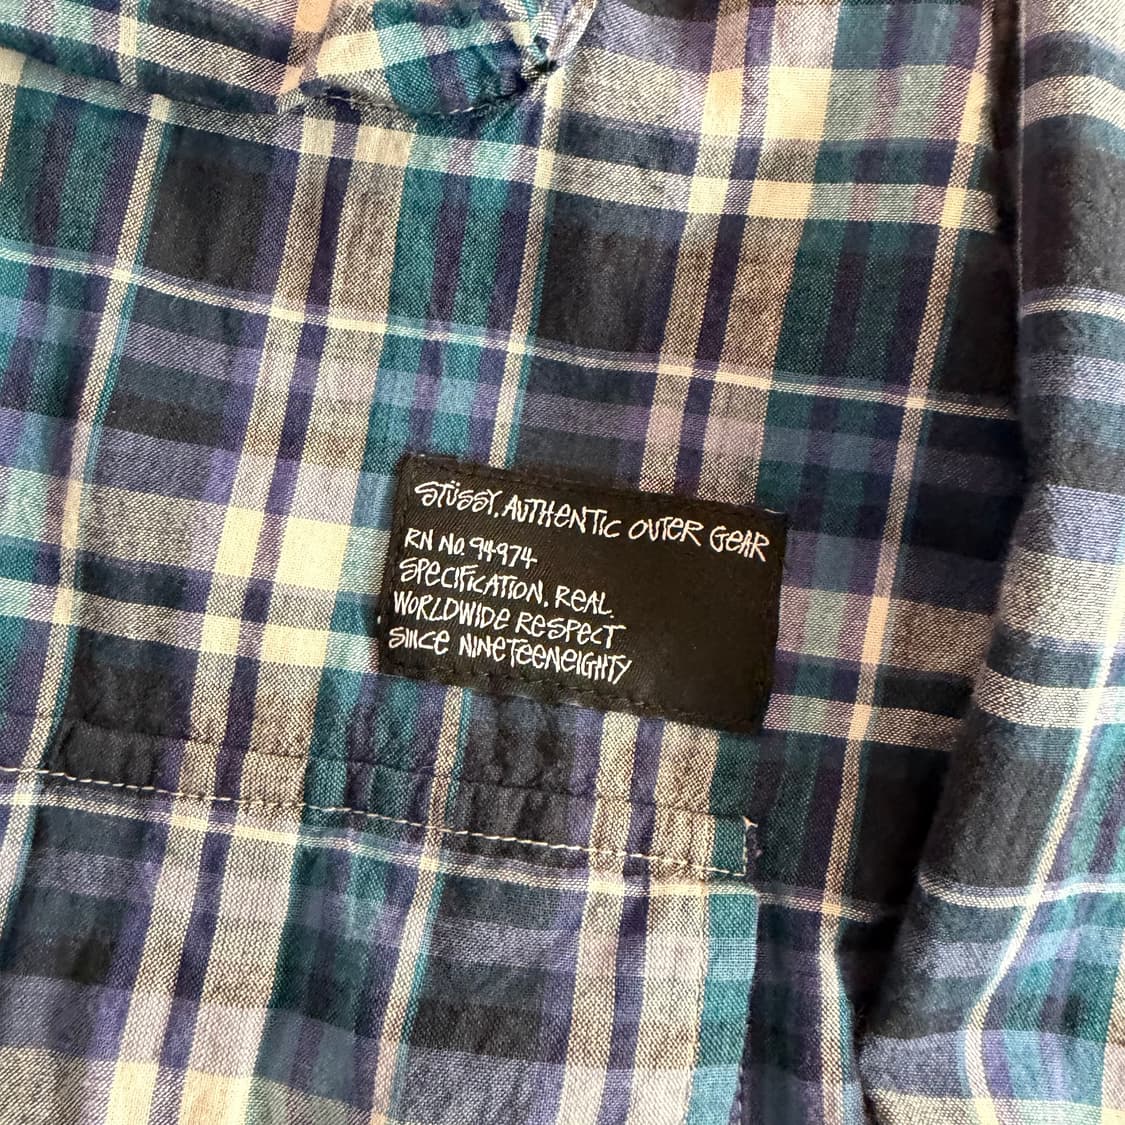 STÜSSY. AUTHENTIC OUTER GEAR
RN NO. 94974
SPECIFICATION. REAL.
WORLDWIDE RESPECT
SINCE NINETEENEIGHTY